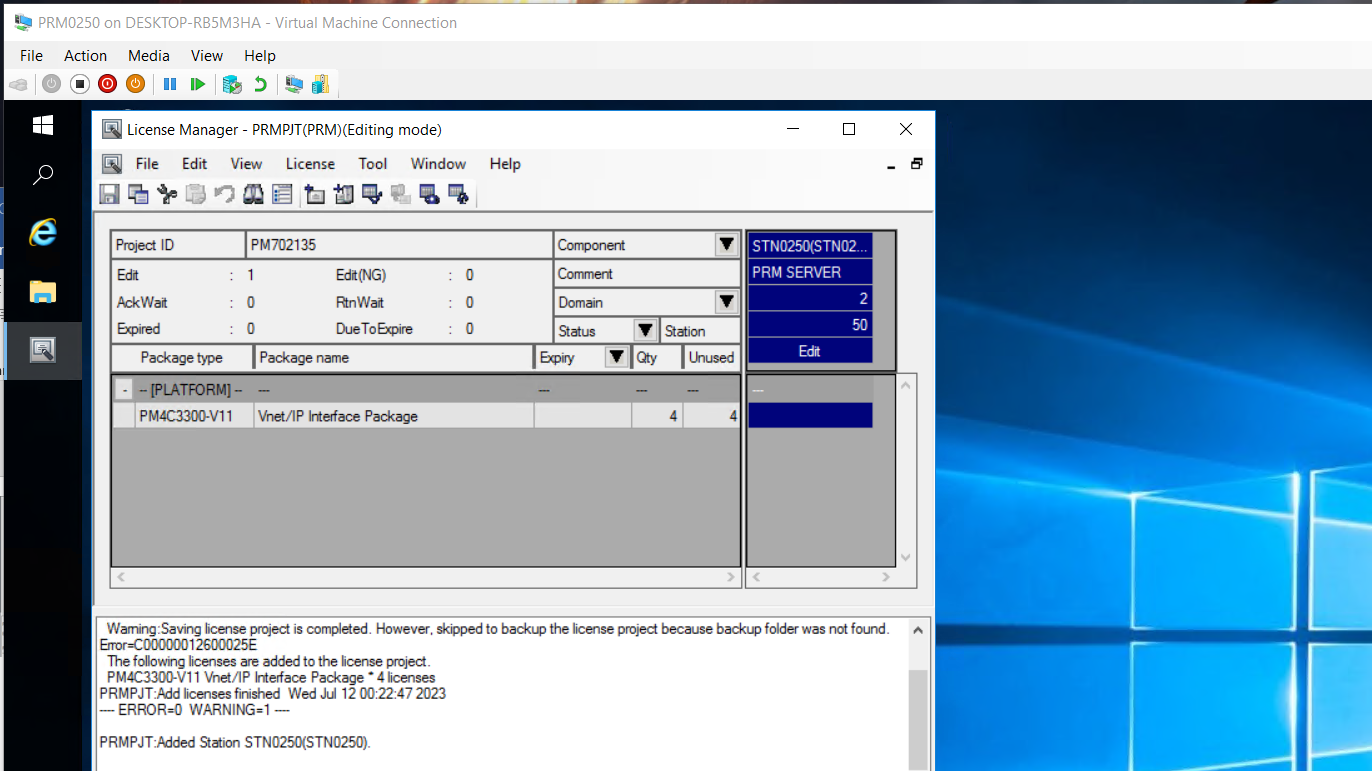 PRM0250 on DESKTOP-RB5M3HA - Virtual Machine Connection
File Action Media View Help
License Manager - PRMPJT(PRM)(Editing mode)
File Edit View License Tool Window Help
Project ID PM702135 Component STN0250(STN02...
Edit : 1 Edit(NG) : 0 Comment PRM SERVER
AckWait : 0 RtnWait : 0 Domain 2
Expired : 0 DueToExpire : 0 Status Station 50
Package type Package name Expiry Qty Unused Edit
- -- [PLATFORM] -- --- --- --- --- ---
PM4C3300-V11 Vnet/IP Interface Package 4 4
Warning:Saving license project is completed. However, skipped to backup the license project because backup folder was not found.
Error=C00000012600025E
The following licenses are added to the license project.
PM4C3300-V11 Vnet/IP Interface Package * 4 licenses
PRMPJT:Add licenses finished Wed Jul 12 00:22:47 2023
---- ERROR=0 WARNING=1 ----
PRMPJT:Added Station STN0250(STN0250).